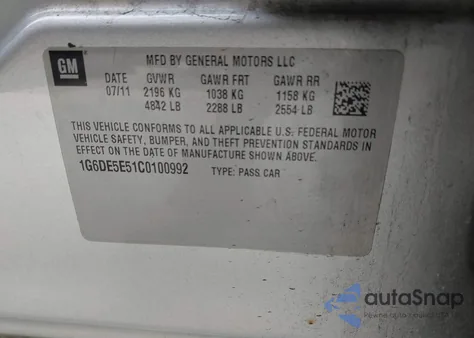 GM
MFD BY GENERAL MOTORS LLC
DATE GVWR GAWR FRT GAWR RR
07/11 2196 KG 1038 KG 1158 KG
4842 LB 2288 LB 2554 LB
THIS VEHICLE CONFORMS TO ALL APPLICABLE U.S. FEDERAL MOTOR
VEHICLE SAFETY, BUMPER, AND THEFT PREVENTION STANDARDS IN
EFFECT ON THE DATE OF MANUFACTURE SHOWN ABOVE.
1G6DE5E51C0100992 TYPE: PASS CAR
autoSnap